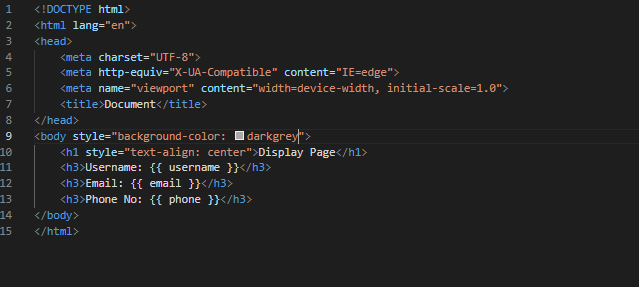 1 <!DOCTYPE html>
2 <html lang="en">
3 <head>
4     <meta charset="UTF-8">
5     <meta http-equiv="X-UA-Compatible" content="IE=edge">
6     <meta name="viewport" content="width=device-width, initial-scale=1.0">
7     <title>Document</title>
8 </head>
9 <body style="background-color: darkgrey">
10     <h1 style="text-align: center">Display Page</h1>
11     <h3>Username: {{ username }}</h3>
12     <h3>Email: {{ email }}</h3>
13     <h3>Phone No: {{ phone }}</h3>
14 </body>
15 </html>